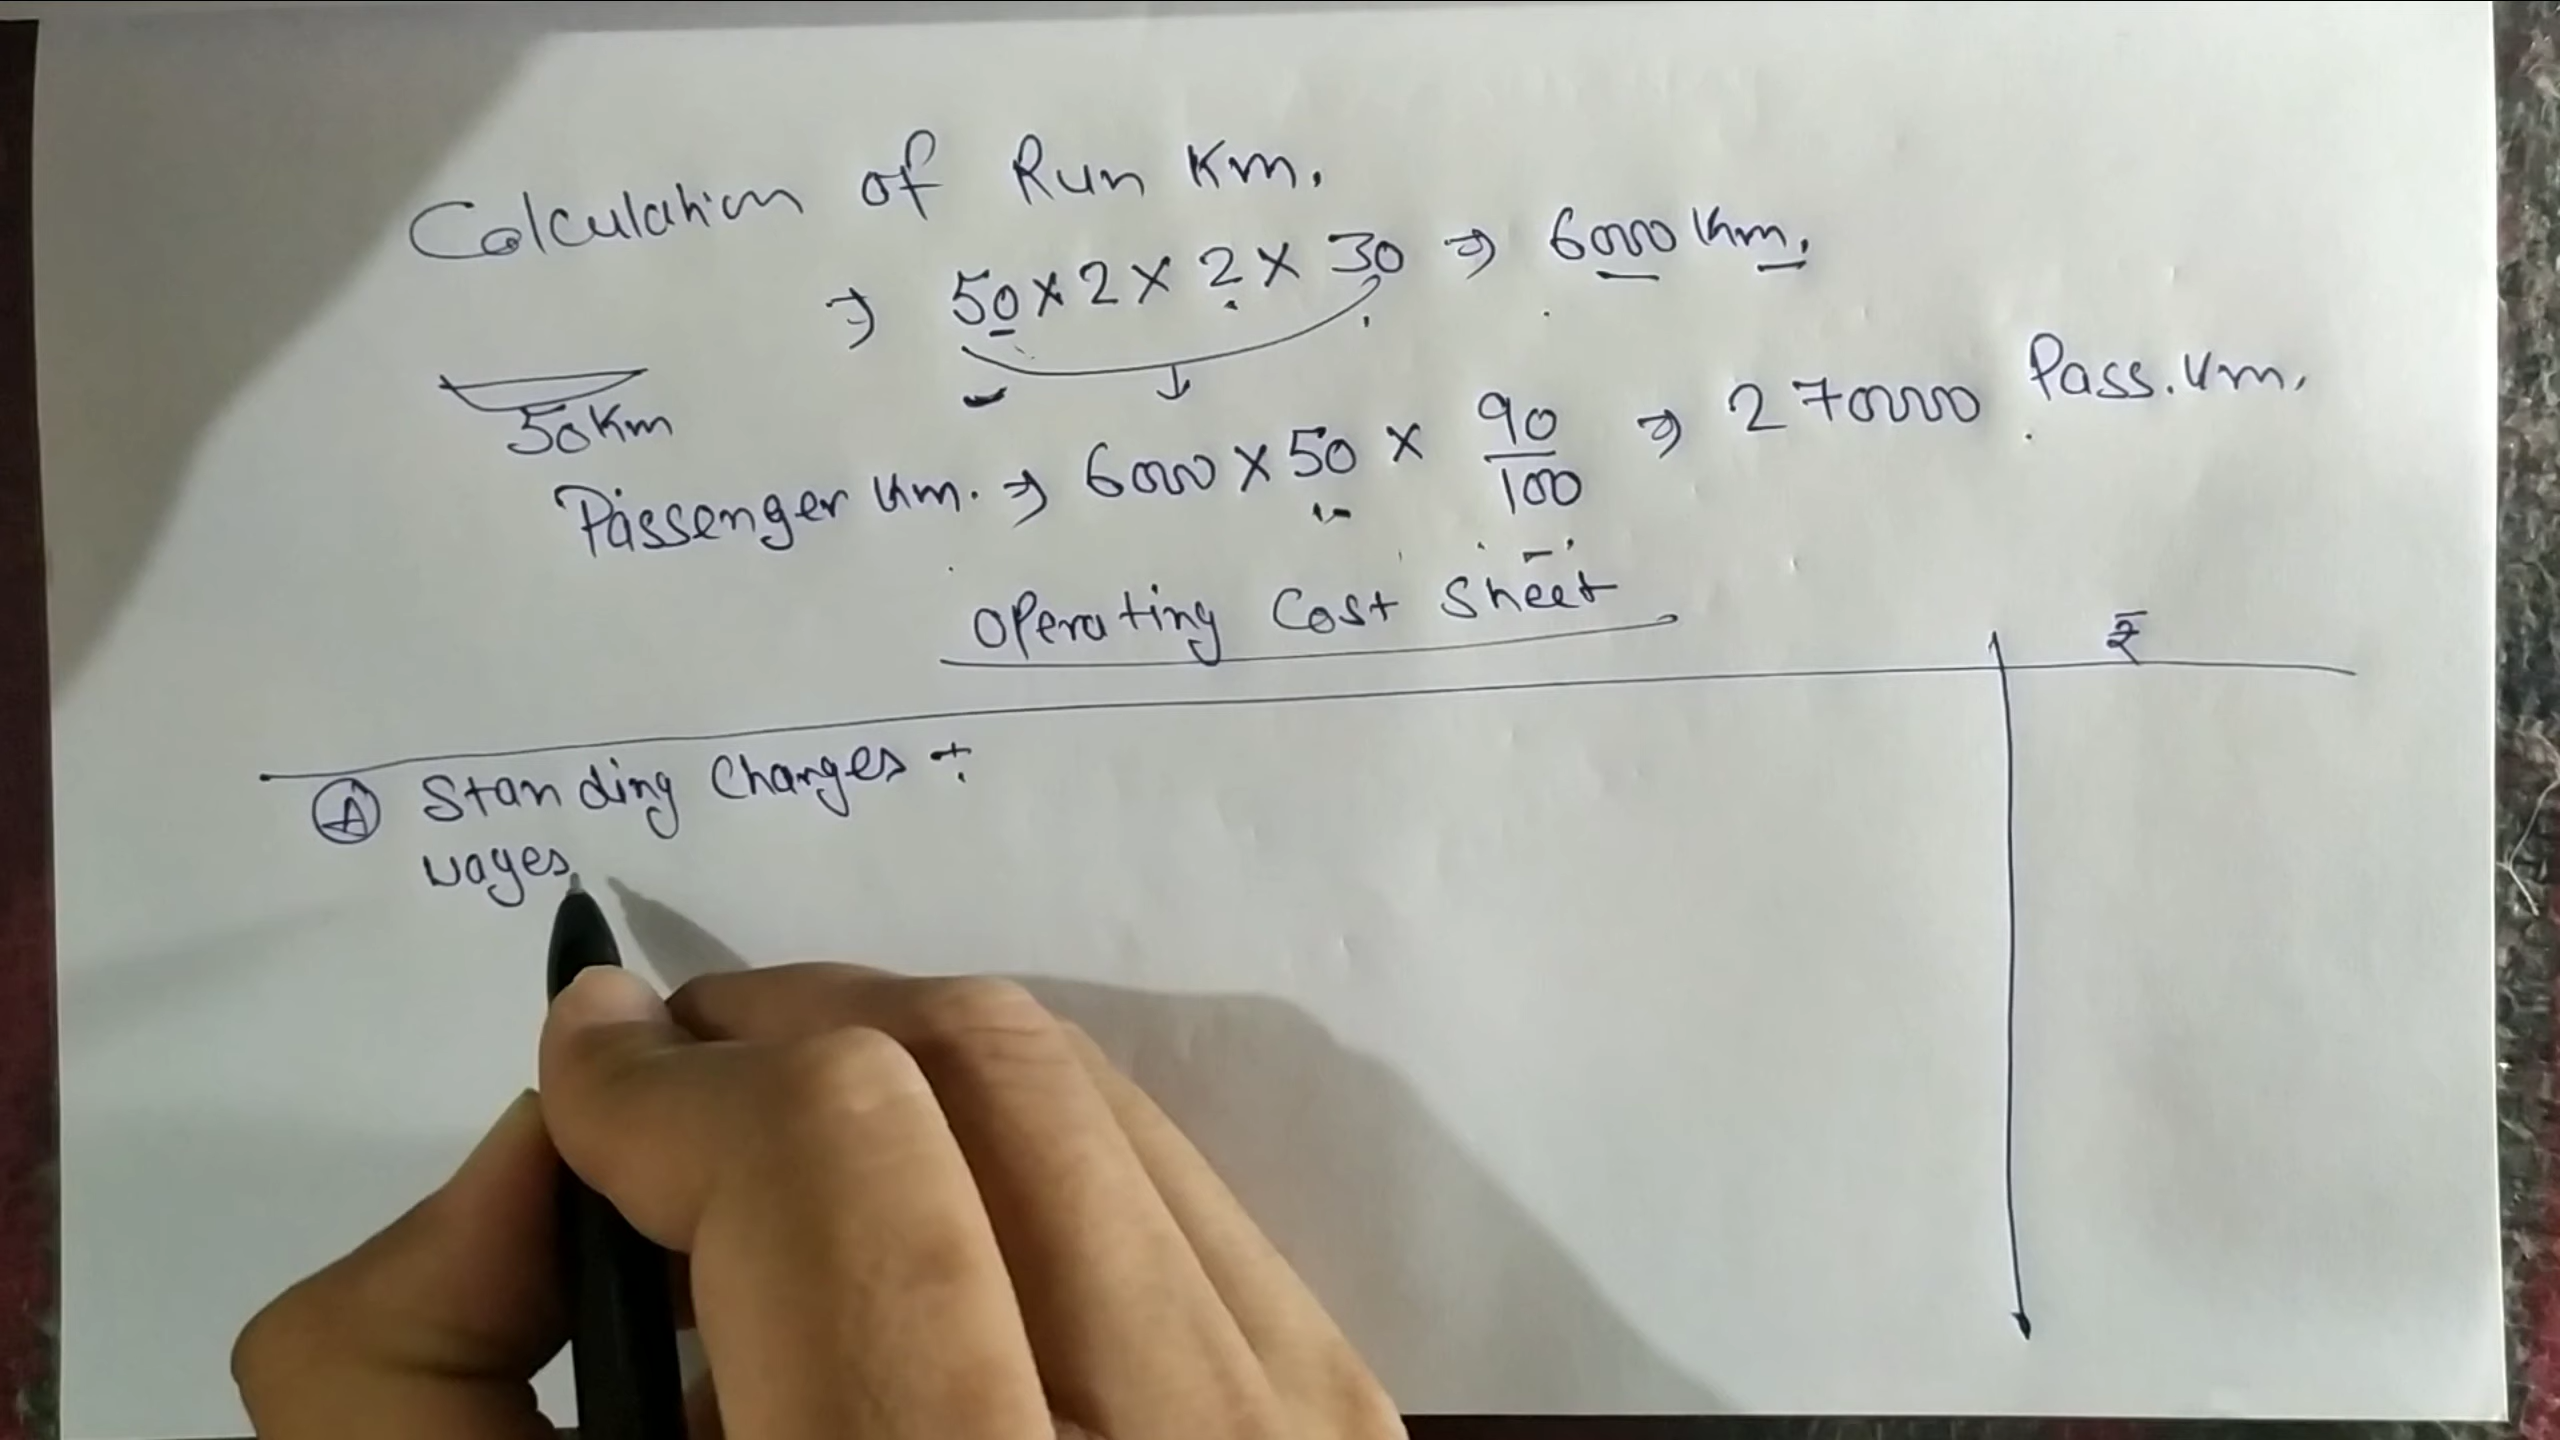 Calculation of Run Km.
⇒ 50 × 2 × 2 × 30 ⇒ 6000 Km.
50 Km
Passenger Km. ⇒ 6000 × 50 × 90/100 ⇒ 270000 Pass. Km.
Operating Cost Sheet
₹
(A) Standing Charges ÷
wages